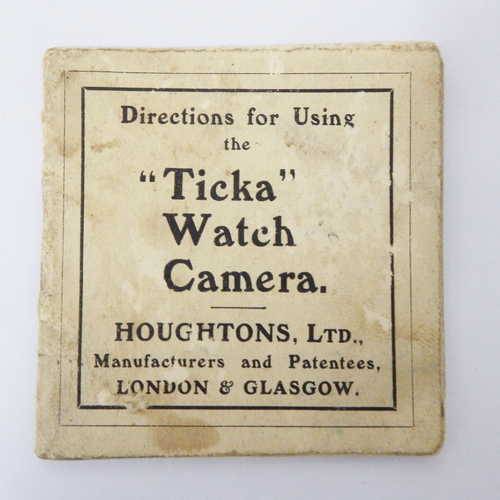 Directions for Using
the
"Ticka"
Watch
Camera.
HOUGHTONS, LTD.,
Manufacturers and Patentees,
LONDON & GLASGOW.